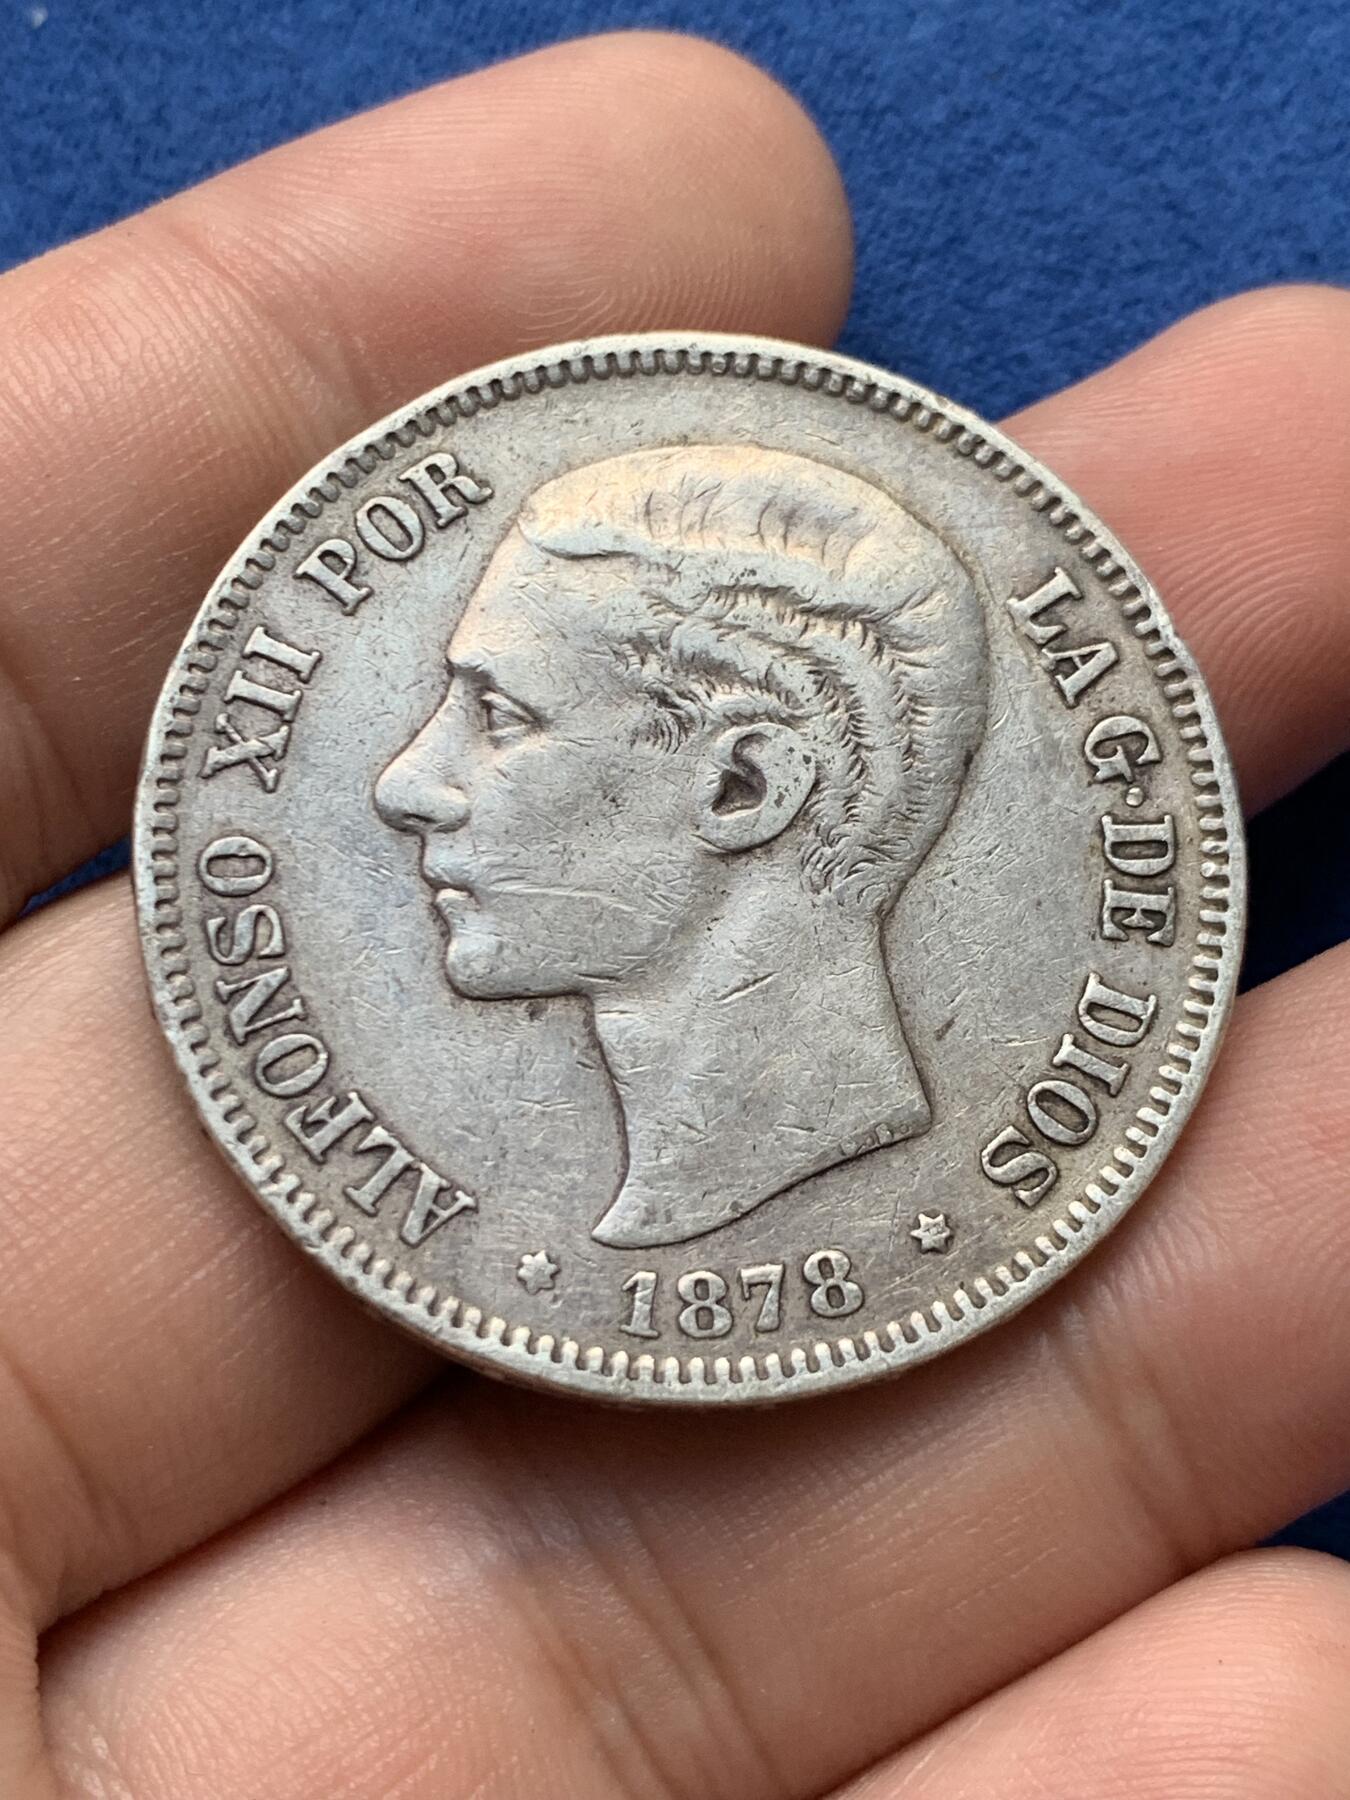 ALFONSO XII POR LA G. DE DIOS
* 1878 *